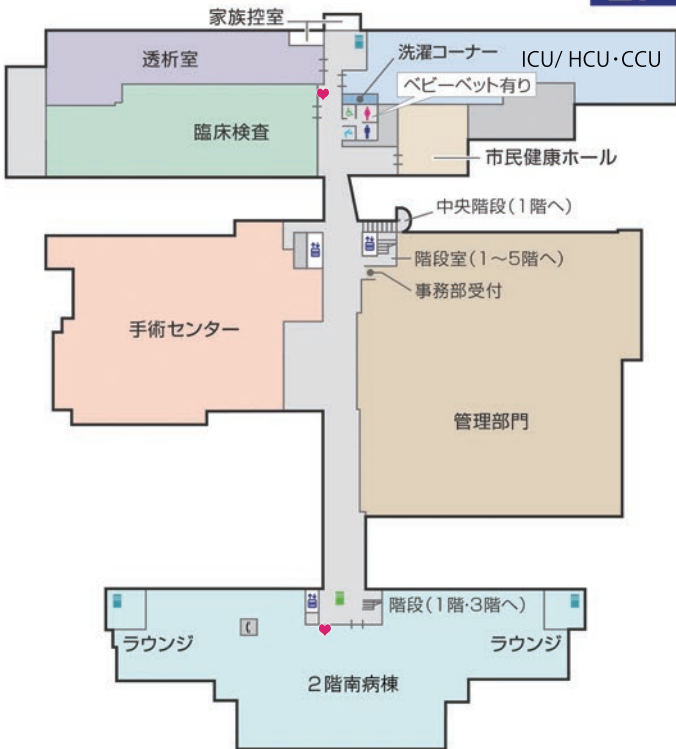 家族控室
透析室
洗濯コーナー
ICU/ HCU・CCU
ベビーベット有り
臨床検査
市民健康ホール
中央階段(1階へ)
階段室(1〜5階へ)
事務部受付
手術センター
管理部門
階段(1階・3階へ)
ラウンジ
ラウンジ
2階南病棟